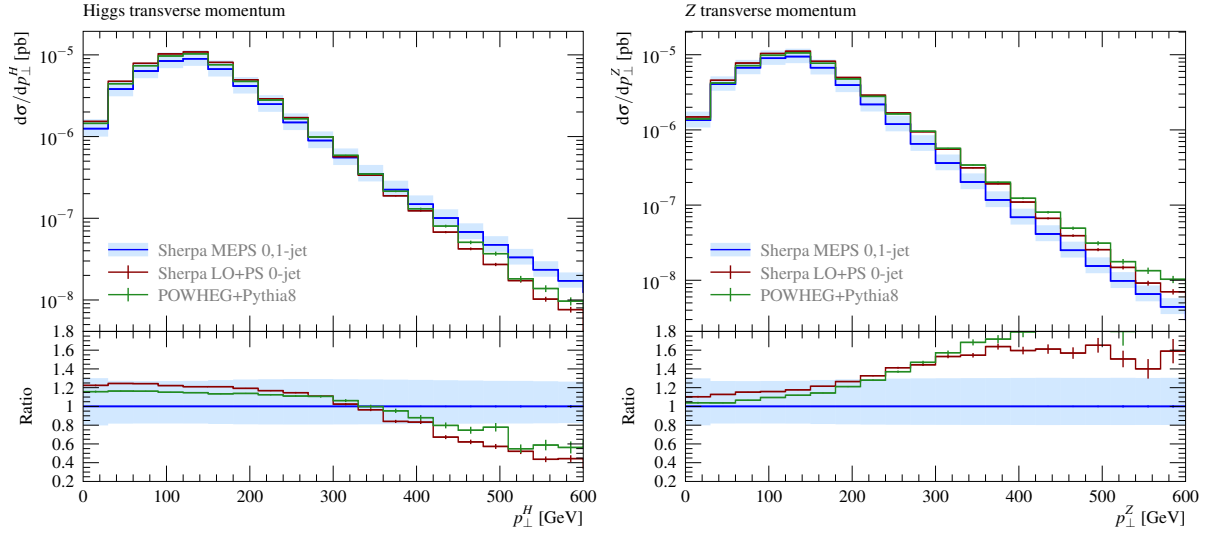 Higgs transverse momentum
dσ/dp⊥^H [pb]
10^−5
10^−6
10^−7
10^−8
Sherpa MEPS 0,1-jet
Sherpa LO+PS 0-jet
POWHEG+Pythia8
Ratio
1.8
1.6
1.4
1.2
1
0.8
0.6
0.4
0.2
0 100 200 300 400 500 600
p⊥^H [GeV]
Z transverse momentum
dσ/dp⊥^Z [pb]
10^−5
10^−6
10^−7
10^−8
Sherpa MEPS 0,1-jet
Sherpa LO+PS 0-jet
POWHEG+Pythia8
Ratio
1.8
1.6
1.4
1.2
1
0.8
0.6
0.4
0.2
0 100 200 300 400 500 600
p⊥^Z [GeV]